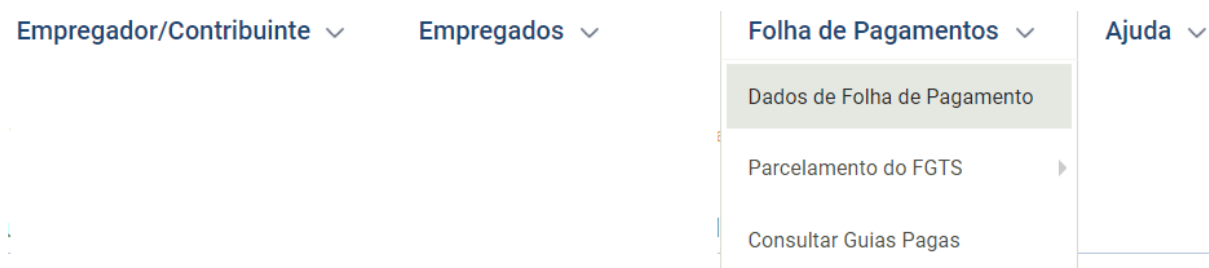 Empregador/Contribuinte
Empregados
Folha de Pagamentos
Ajuda
Dados de Folha de Pagamento
Parcelamento do FGTS
Consultar Guias Pagas